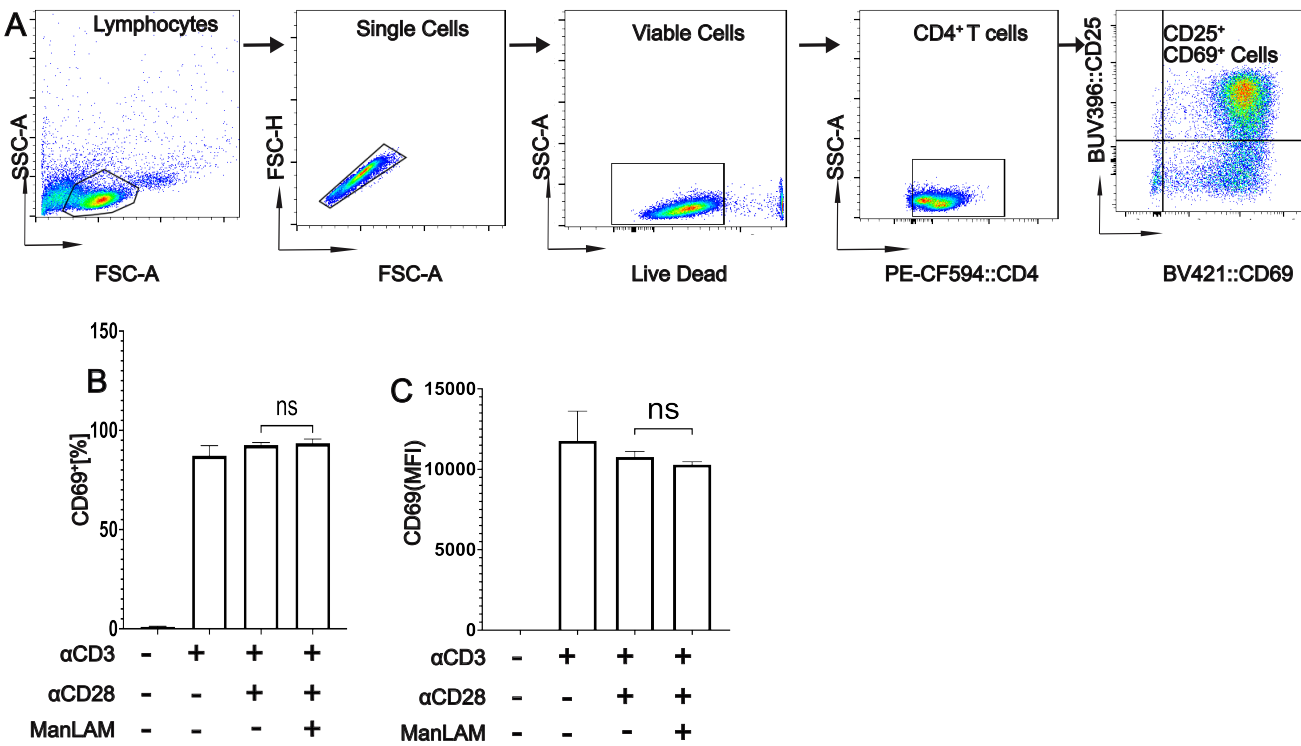 A
Lymphocytes
SSC-A
FSC-A
Single Cells
FSC-H
FSC-A
Viable Cells
SSC-A
Live Dead
CD4⁺ T cells
SSC-A
PE-CF594::CD4
CD25⁺
CD69⁺ Cells
BUV396::CD25
BV421::CD69
B
CD69⁺[%]
150
100
50
0
ns
αCD3 - + + +
αCD28 - - + +
ManLAM - - - +
C
CD69(MFI)
15000
10000
5000
0
ns
αCD3 - + + +
αCD28 - - + +
ManLAM - - - +